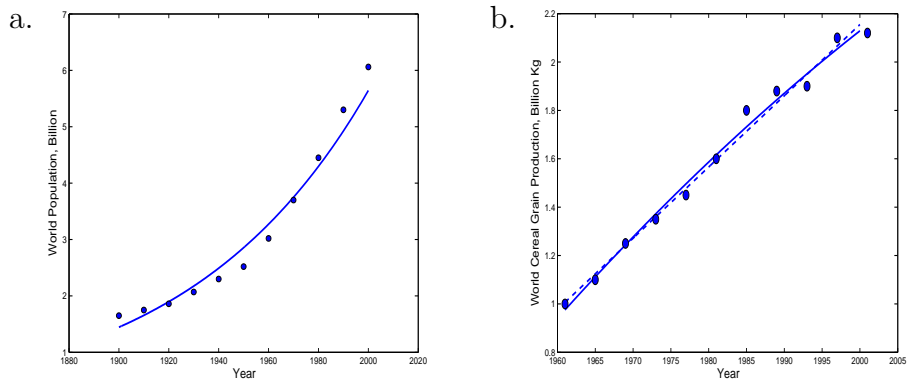 a.
World Population, Billion
7
6
5
4
3
2
1
1880 1900 1920 1940 1960 1980 2000 2020
Year
b.
World Cereal Grain Production, Billion Kg
2.2
2
1.8
1.6
1.4
1.2
1
0.8
1960 1965 1970 1975 1980 1985 1990 1995 2000 2005
Year